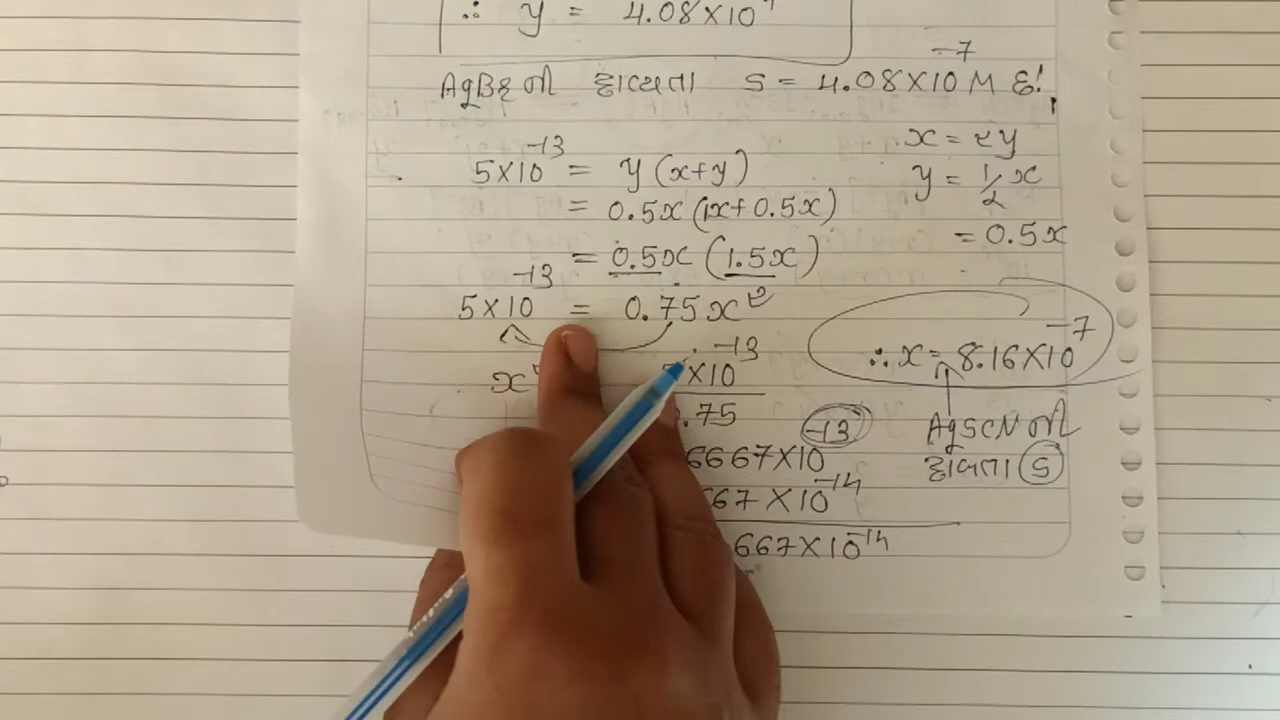 ∴ y = 4.08×10⁻⁷
AgBr ની દ્રાવ્યતા S = 4.08×10⁻⁷ M છે!
x = 2y
5×10⁻¹³ = y (x+y)
y = 1/2 x
= 0.5x (1x+0.5x)
= 0.5x
= 0.5x (1.5x)
5×10⁻¹³ = 0.75x²
∴ x = 8.16×10⁻⁷
×10⁻¹³
.75
AgSCN ની
દ્રાવ્યતા S
6667×10⁻¹³
667×10⁻¹⁴
667×10⁻¹⁴